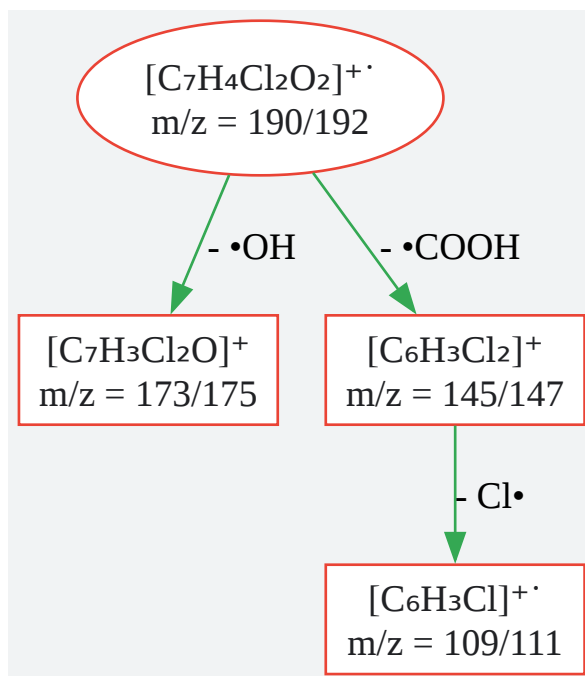 [C₇H₄Cl₂O₂]⁺˙
m/z = 190/192
- •OH
- •COOH
[C₇H₃Cl₂O]⁺
m/z = 173/175
[C₆H₃Cl₂]⁺
m/z = 145/147
- Cl•
[C₆H₃Cl]⁺˙
m/z = 109/111